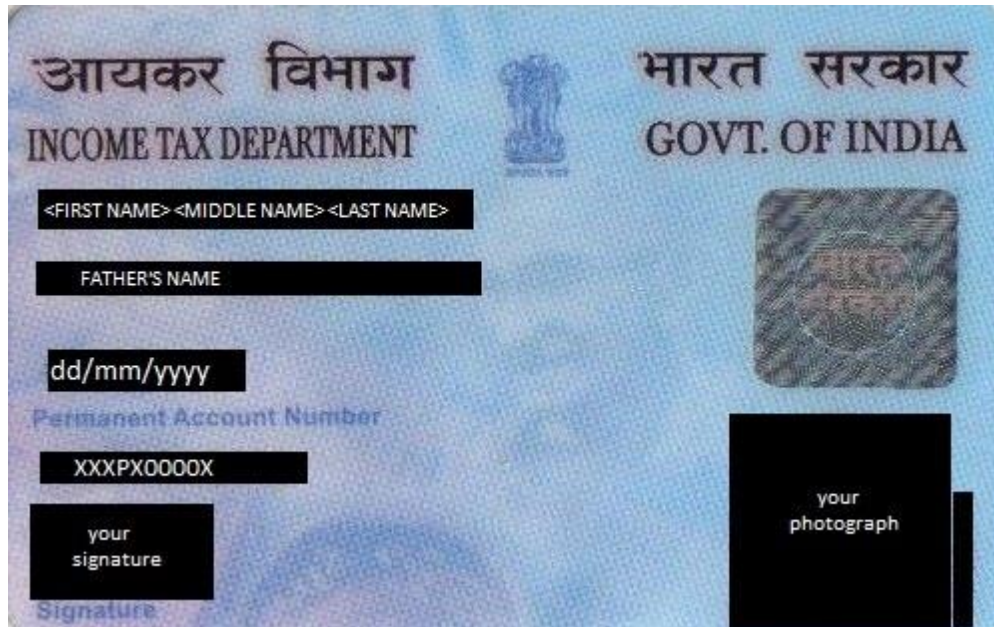 आयकर विभाग
भारत सरकार
INCOME TAX DEPARTMENT
GOVT. OF INDIA
<FIRST NAME><MIDDLE NAME><LAST NAME>
FATHER'S NAME
dd/mm/yyyy
Permanent Account Number
XXXPX0000X
your
signature
Signature
your
photograph